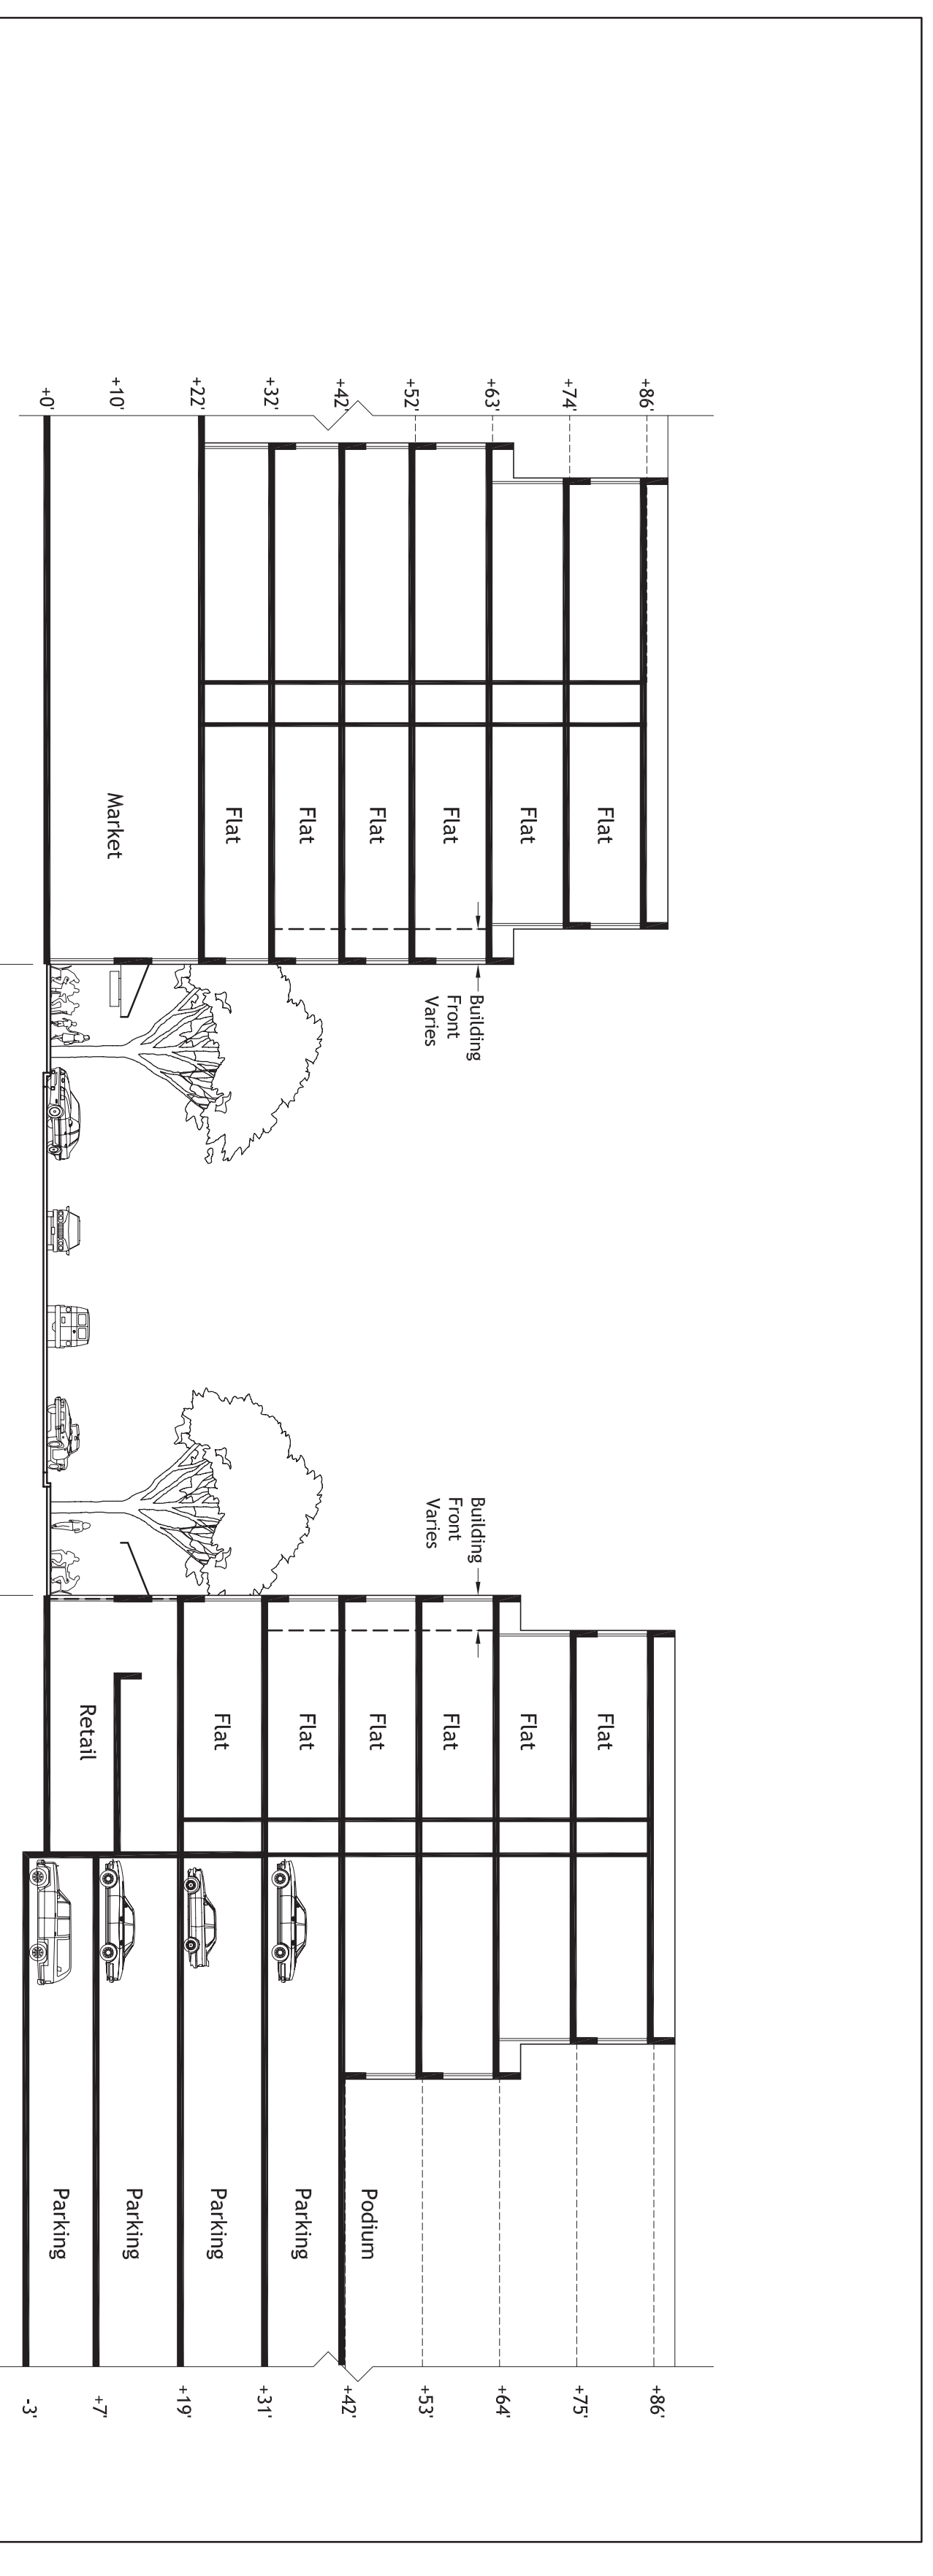 +86'
+74'
+63'
+52'
+42'
+32'
+22'
+10'
+0'
Flat
Flat
Flat
Flat
Flat
Flat
Market
Building
Front
Varies
Building
Front
Varies
Flat
Flat
Flat
Flat
Flat
Flat
Retail
Podium
Parking
Parking
Parking
Parking
+86'
+75'
+64'
+53'
+42'
+31'
+19'
+7'
-3'